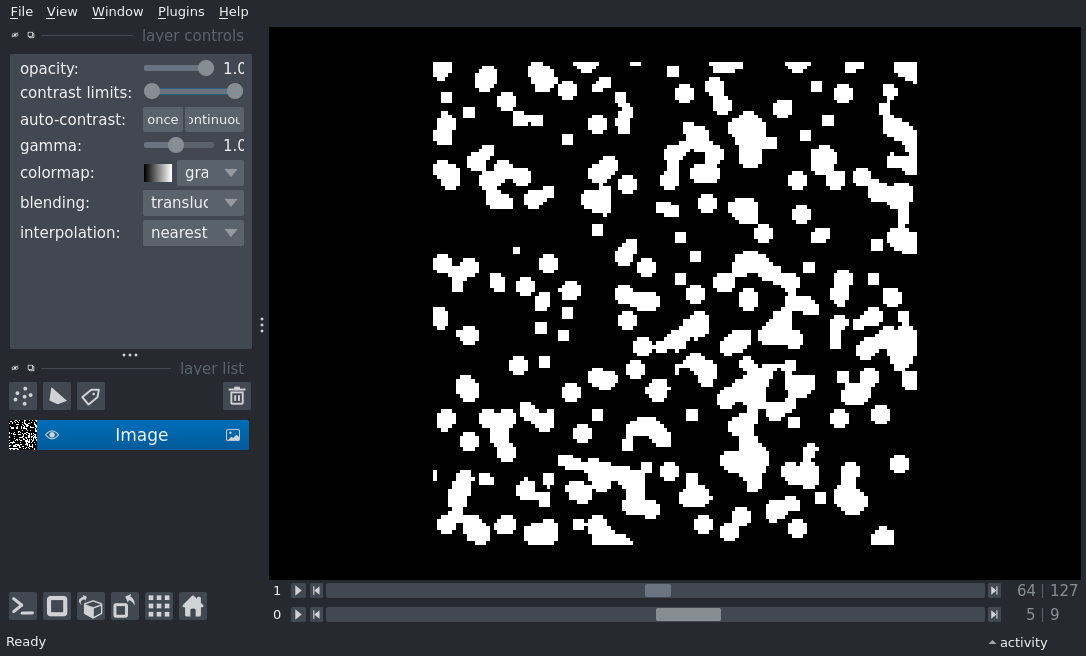 File View Window Plugins Help
layer controls
opacity: 1.0
contrast limits:
auto-contrast: once ontinuou
gamma: 1.0
colormap: gra
blending: transluc
interpolation: nearest
layer list
Image
1 64 | 127
0 5 | 9
Ready activity